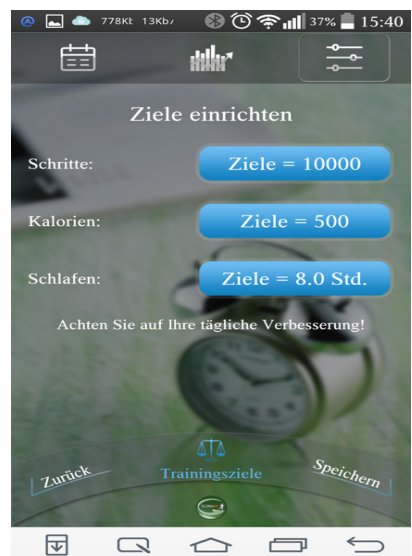 778Kt 13Kb/ 37% 15:40
Ziele einrichten
Schritte: Ziele = 10000
Kalorien: Ziele = 500
Schlafen: Ziele = 8.0 Std.
Achten Sie auf Ihre tägliche Verbesserung!
Zurück Trainingsziele Speichern